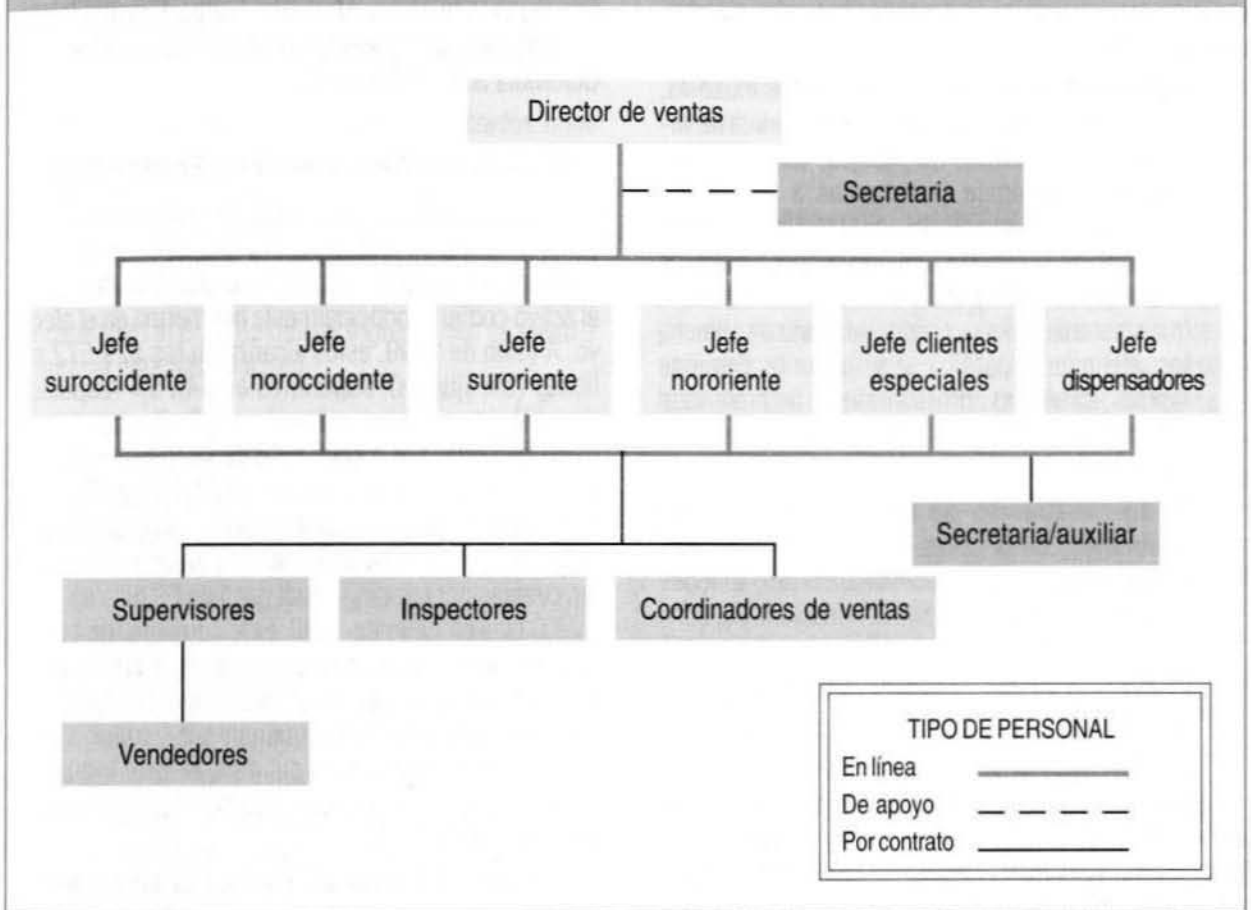 Director de ventas
Secretaria
Jefe
suroccidente
Jefe
noroccidente
Jefe
suroriente
Jefe
nororiente
Jefe clientes
especiales
Jefe
dispensadores
Secretaria/auxiliar
Supervisores
Inspectores
Coordinadores de ventas
Vendedores
TIPO DE PERSONAL
En línea
De apoyo
Por contrato